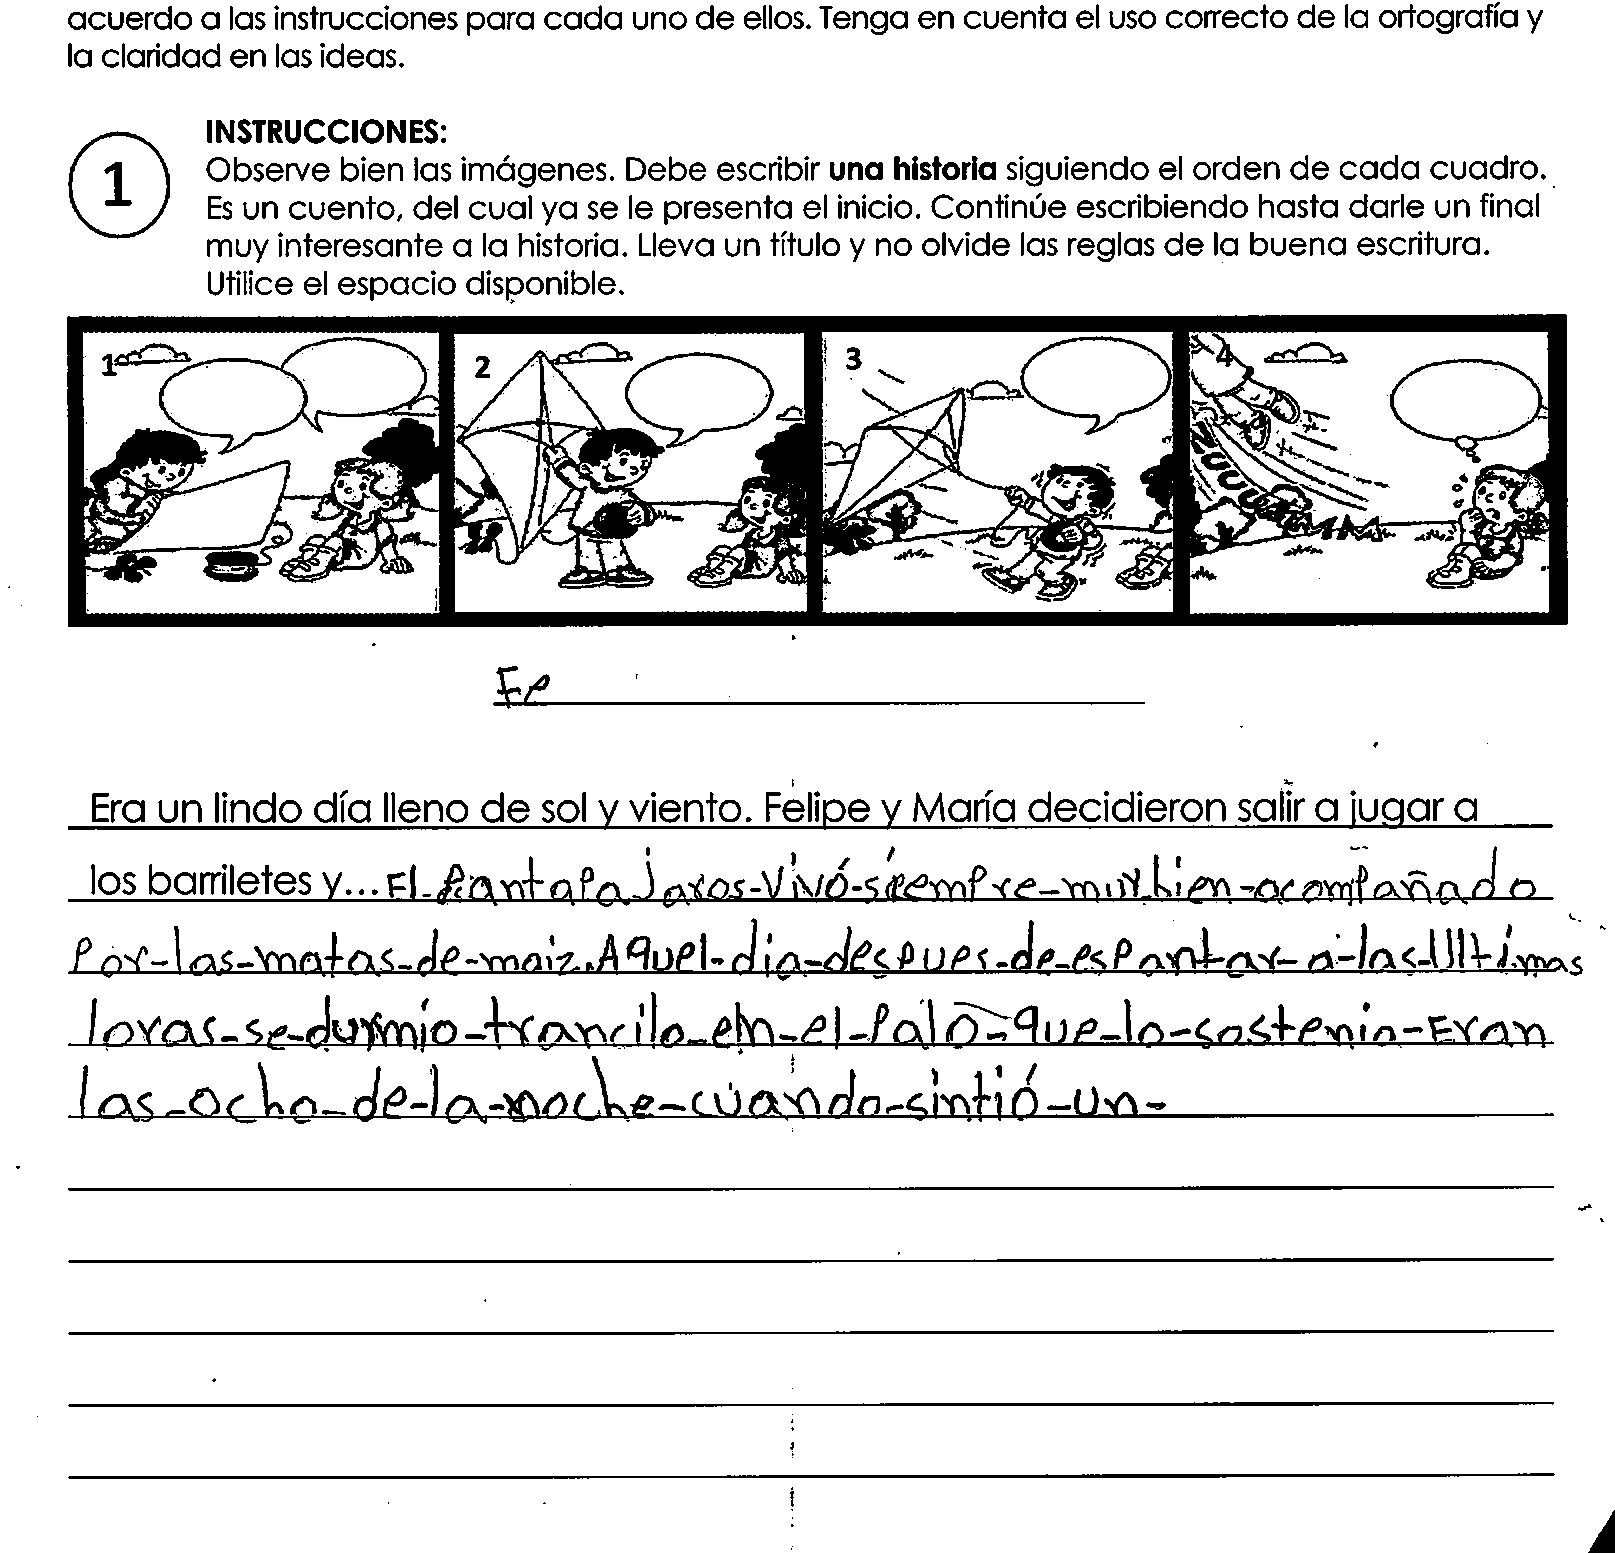 acuerdo a las instrucciones para cada uno de ellos. Tenga en cuenta el uso correcto de la ortografía y
la claridad en las ideas.
1
INSTRUCCIONES:
Observe bien las imágenes. Debe escribir una historia siguiendo el orden de cada cuadro.
Es un cuento, del cual ya se le presenta el inicio. Continúe escribiendo hasta darle un final
muy interesante a la historia. Lleva un título y no olvide las reglas de la buena escritura.
Utilice el espacio disponible.
1 2 3 4
ZUUUUMMM
Fe
Era un lindo día lleno de sol y viento. Felipe y María decidieron salir a jugar a
los barriletes y... El-Eantapajaros-Vivó-siempre-muy-bien-acompañado
Por-las-matas-de-maiz.Aquel-dia-despues-de-espantar-a-las-Ultimas
loras-se-durmio-trancilo-en-el-Palo-que-lo-sostenia-Eran
las-ocho-de-la-noche-cuando-sintió-un-